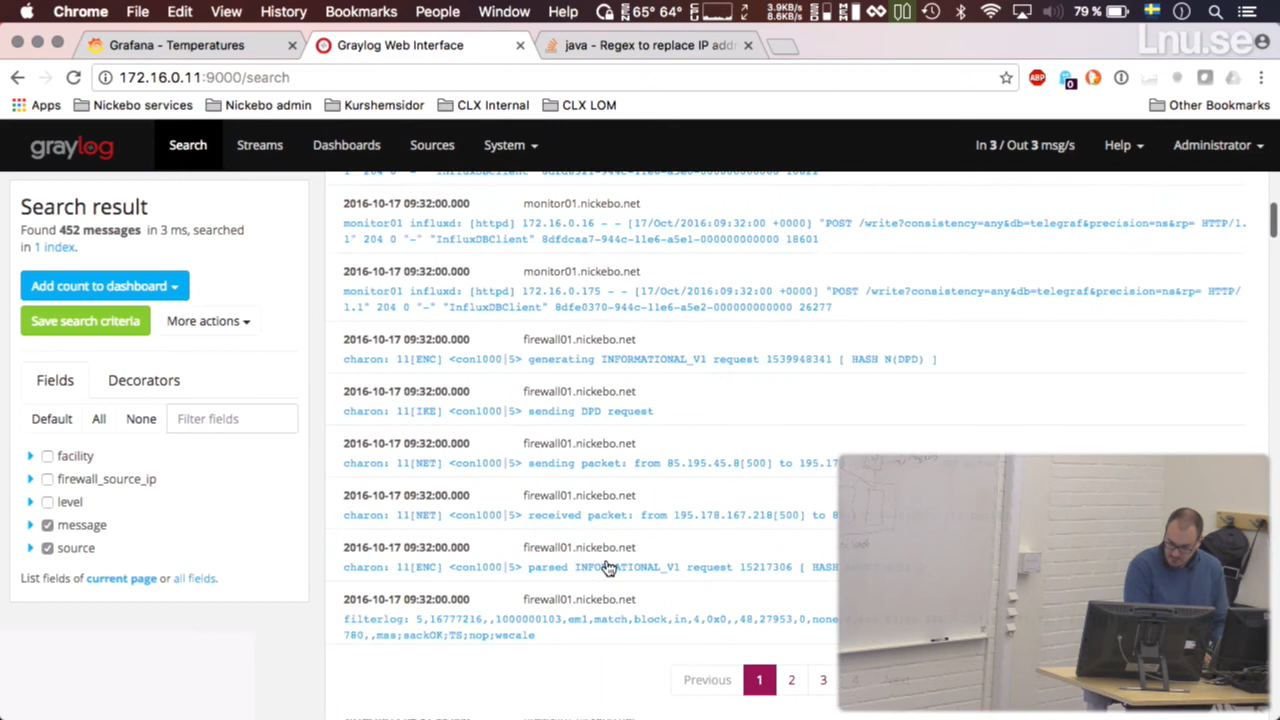 Chrome File Edit View History Bookmarks People Window Help 65° 64° 3.9KB/s 8.6KB/s 79 %
Grafana - Temperatures Graylog Web Interface java - Regex to replace IP addr Lnu.se
172.16.0.11:9000/search ABP 0
Apps Nickebo services Nickebo admin Kurshemsidor CLX Internal CLX LOM Other Bookmarks
graylog Search Streams Dashboards Sources System In 3 / Out 3 msg/s Help Administrator
Search result
Found 452 messages in 3 ms, searched
in 1 index.
Add count to dashboard
Save search criteria More actions
Fields Decorators
Default All None Filter fields
facility
firewall_source_ip
level
message
source
List fields of current page or all fields.
2016-10-17 09:32:00.000 monitor01.nickebo.net
monitor01 influxd: [httpd] 172.16.0.16 - - [17/Oct/2016:09:32:00 +0000] "POST /write?consistency=any&db=telegraf&precision=ns&rp= HTTP/1.
1" 204 0 "-" "InfluxDBClient" 8dfdcaa7-944c-11e6-a5e1-000000000000 18601
2016-10-17 09:32:00.000 monitor01.nickebo.net
monitor01 influxd: [httpd] 172.16.0.175 - - [17/Oct/2016:09:32:00 +0000] "POST /write?consistency=any&db=telegraf&precision=ns&rp= HTTP/
1.1" 204 0 "-" "InfluxDBClient" 8dfe0370-944c-11e6-a5e2-000000000000 26277
2016-10-17 09:32:00.000 firewall01.nickebo.net
charon: 11[ENC] <con1000|5> generating INFORMATIONAL_V1 request 1539948341 [ HASH N(DPD) ]
2016-10-17 09:32:00.000 firewall01.nickebo.net
charon: 11[IKE] <con1000|5> sending DPD request
2016-10-17 09:32:00.000 firewall01.nickebo.net
charon: 11[NET] <con1000|5> sending packet: from 85.195.45.8[500] to 195.17
2016-10-17 09:32:00.000 firewall01.nickebo.net
charon: 11[NET] <con1000|5> received packet: from 195.178.167.218[500] to 8
2016-10-17 09:32:00.000 firewall01.nickebo.net
charon: 11[ENC] <con1000|5> parsed INFORMATIONAL_V1 request 15217306 [ HASH
2016-10-17 09:32:00.000 firewall01.nickebo.net
filterlog: 5,16777216,,1000000103,em1,match,block,in,4,0x0,,48,27953,0,none
780,,mss;sackOK;TS;nop;wscale
Previous 1 2 3